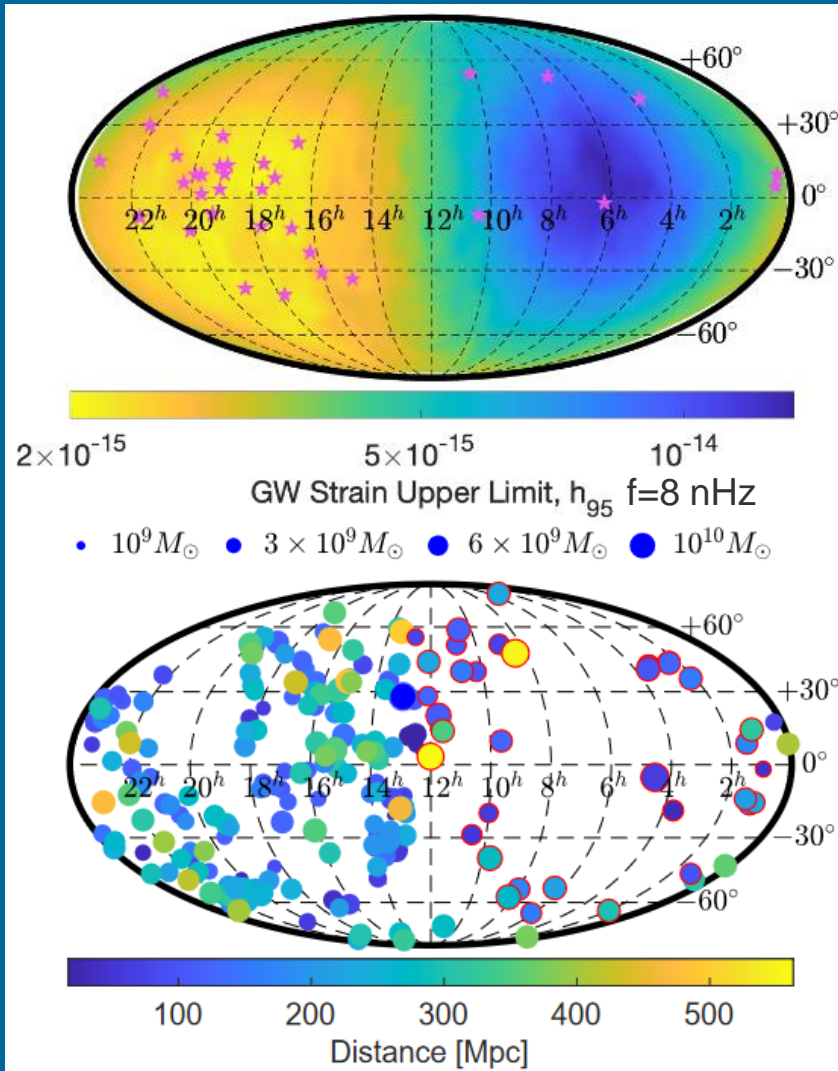 +60°
+30°
0°
22ʰ 20ʰ 18ʰ 16ʰ 14ʰ 12ʰ 10ʰ 8ʰ 6ʰ 4ʰ 2ʰ
−30°
−60°
2×10⁻¹⁵ 5×10⁻¹⁵ 10⁻¹⁴
GW Strain Upper Limit, h₉₅ f=8 nHz
10⁹M☉ 3 × 10⁹M☉ 6 × 10⁹M☉ 10¹⁰M☉
+60°
+30°
0°
22ʰ 20ʰ 18ʰ 16ʰ 14ʰ 12ʰ 10ʰ 8ʰ 6ʰ 4ʰ 2ʰ
−30°
−60°
100 200 300 400 500
Distance [Mpc]